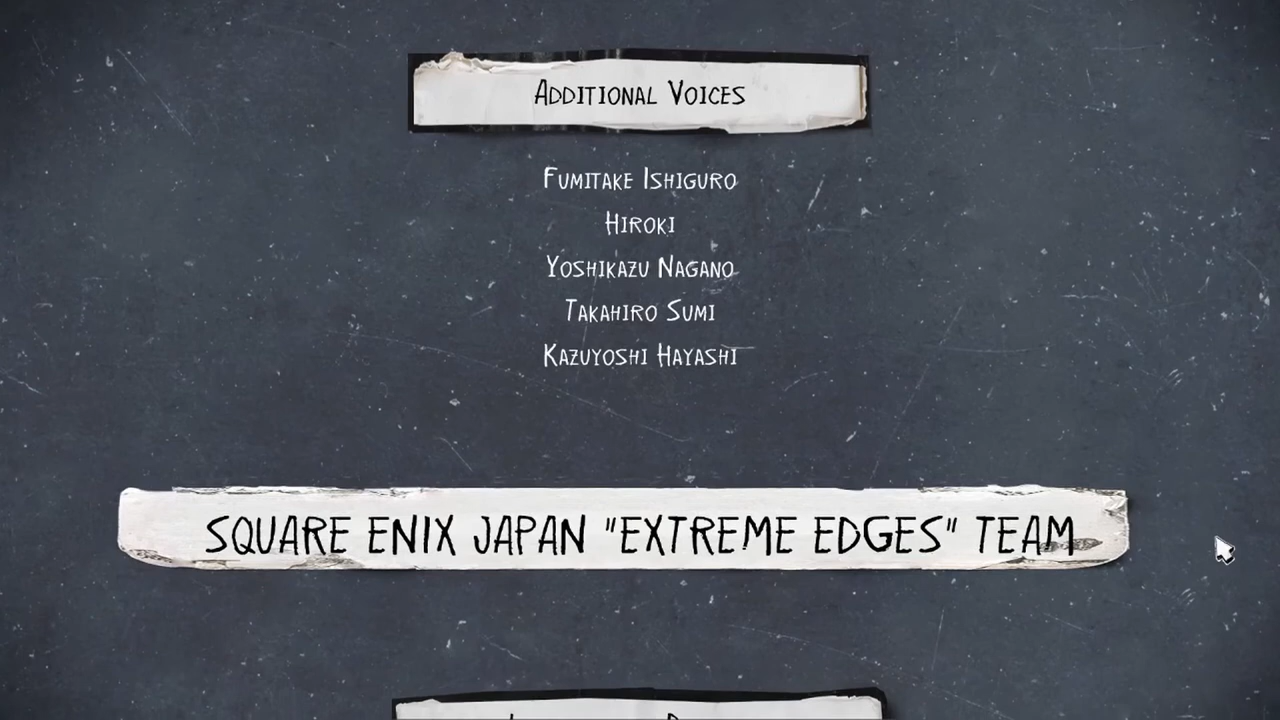 Additional Voices
Fumitake Ishiguro
Hiroki
Yoshikazu Nagano
Takahiro Sumi
Kazuyoshi Hayashi
SQUARE ENIX JAPAN "EXTREME EDGES" TEAM